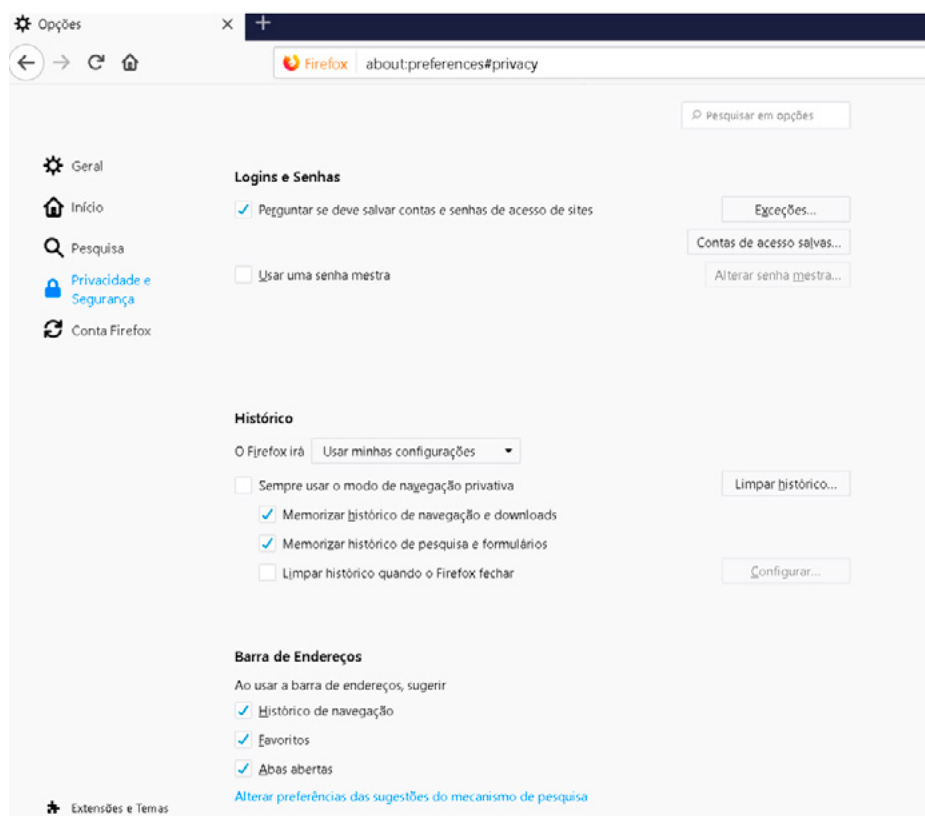 Opções
Firefox about:preferences#privacy
Pesquisar em opções
Geral
Início
Pesquisa
Privacidade e
Segurança
Conta Firefox
Extensões e Temas
Logins e Senhas
Perguntar se deve salvar contas e senhas de acesso de sites
Exceções...
Contas de acesso salvas...
Usar uma senha mestra
Alterar senha mestra...
Histórico
O Firefox irá Usar minhas configurações
Sempre usar o modo de navegação privativa
Limpar histórico...
Memorizar histórico de navegação e downloads
Memorizar histórico de pesquisa e formulários
Limpar histórico quando o Firefox fechar
Configurar...
Barra de Endereços
Ao usar a barra de endereços, sugerir
Histórico de navegação
Favoritos
Abas abertas
Alterar preferências das sugestões do mecanismo de pesquisa